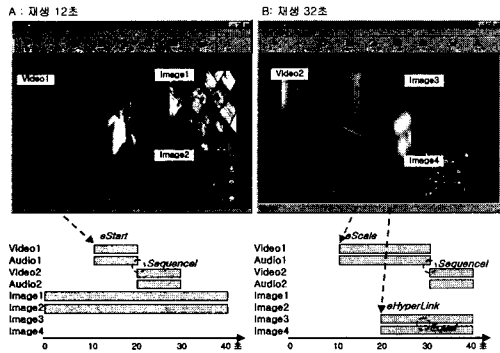 A : 재생 12초
B: 재생 32초
Video1
Image1
Image2
Video2
Image3
Image4
eStart
Video1
Audio1
Sequencel
Video2
Audio2
Image1
Image2
Image3
Image4
0 10 20 30 40 초
eScale
Video1
Audio1
Sequencel
Video2
Audio2
Image1
Image2
eHyperLink
Image3
Image4
0 10 20 30 40 초